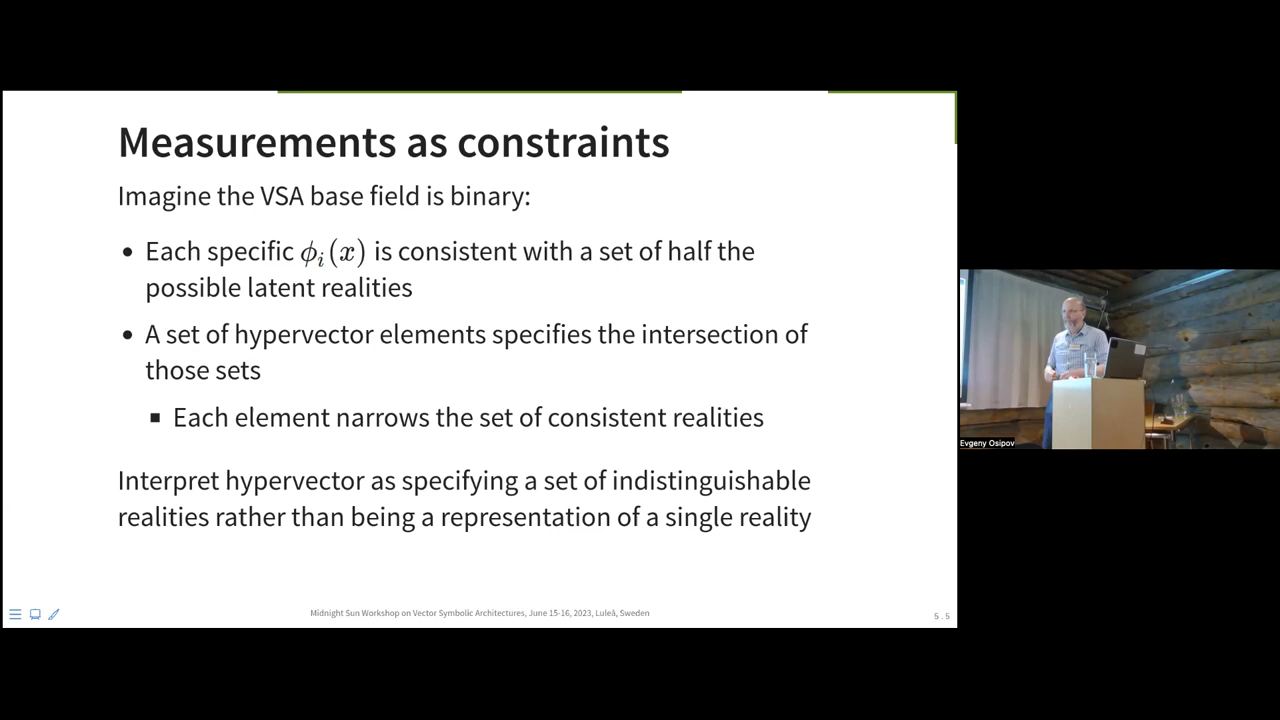 Measurements as constraints
Imagine the VSA base field is binary:
• Each specific ϕᵢ(x) is consistent with a set of half the
possible latent realities
• A set of hypervector elements specifies the intersection of
those sets
▪ Each element narrows the set of consistent realities
Interpret hypervector as specifying a set of indistinguishable
realities rather than being a representation of a single reality
Midnight Sun Workshop on Vector Symbolic Architectures, June 15-16, 2023, Luleå, Sweden
5.5
Evgeny Osipov